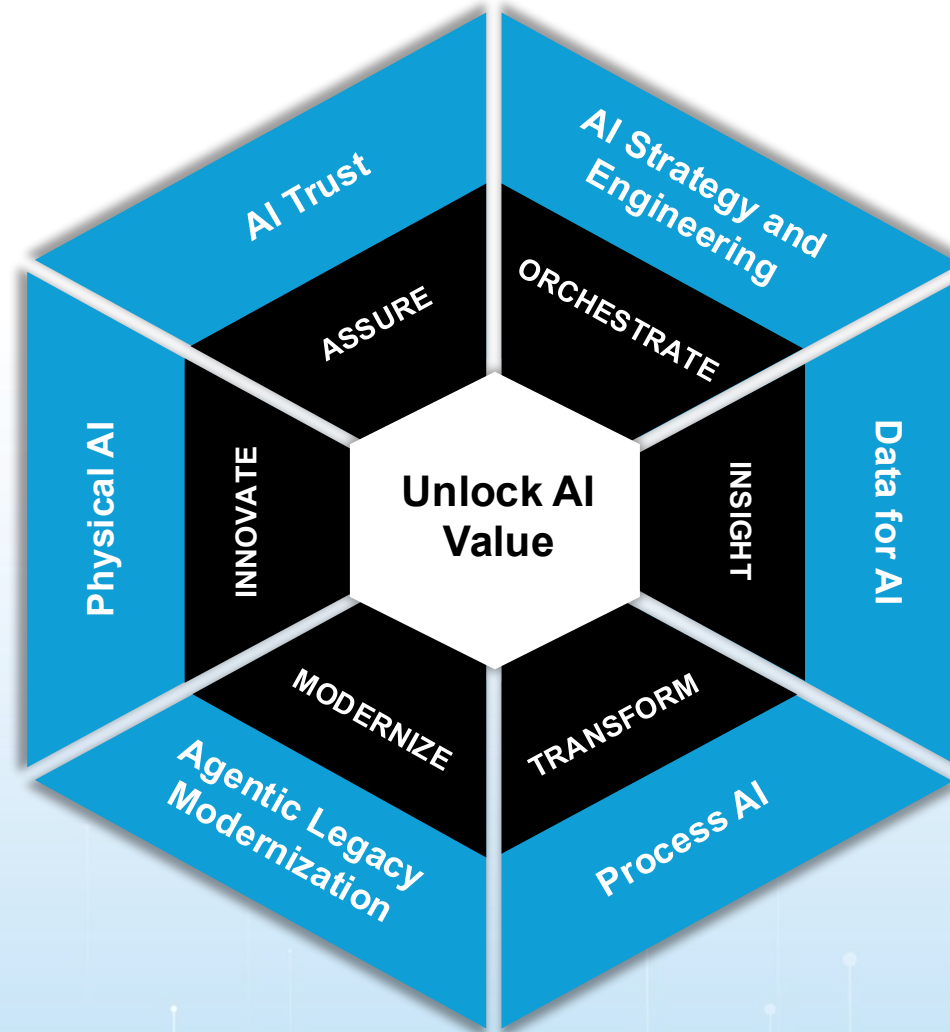 AI Trust
AI Strategy and
Engineering
ASSURE
ORCHESTRATE
Physical AI
INNOVATE
Unlock AI
Value
INSIGHT
Data for AI
MODERNIZE
TRANSFORM
Agentic Legacy
Modernization
Process AI